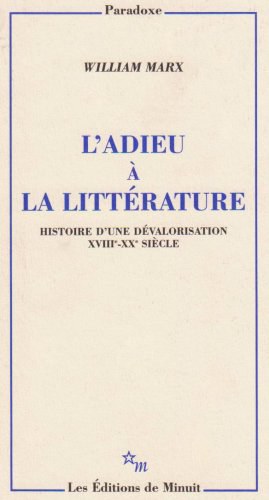 Paradoxe
WILLIAM MARX
L'ADIEU
À
LA LITTÉRATURE
HISTOIRE D'UNE DÉVALORISATION
XVIIIᵉ-XXᵉ SIÈCLE
m
Les Éditions de Minuit